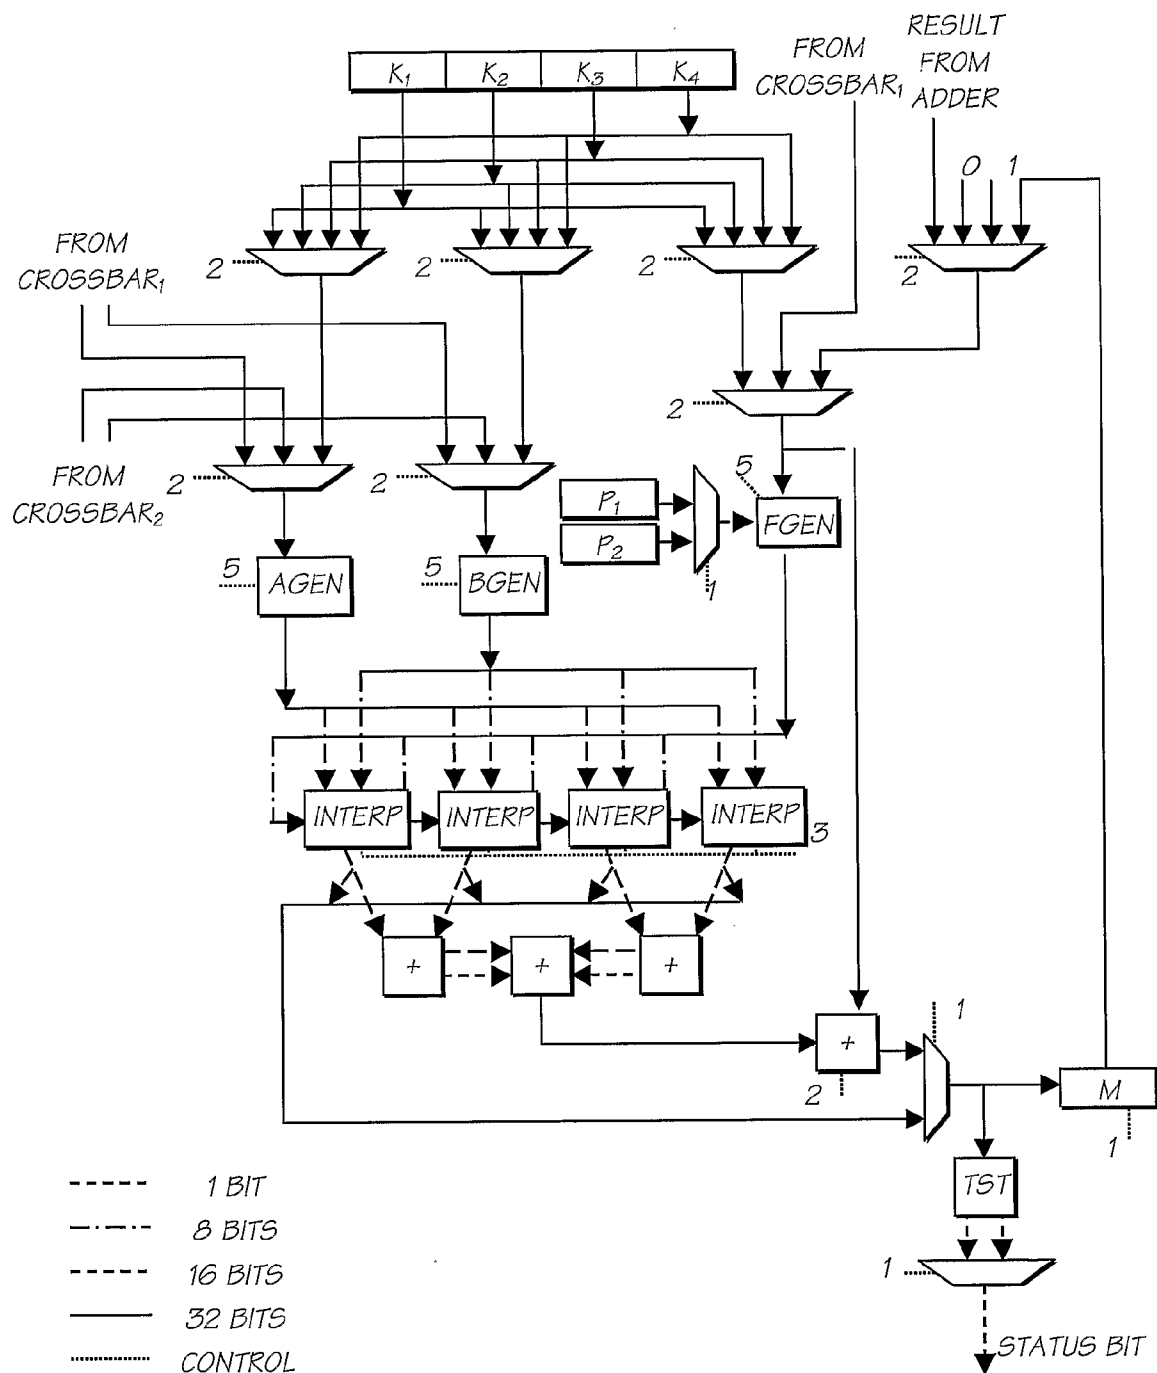 RESULT
FROM
ADDER
FROM
CROSSBAR1
K1 K2 K3 K4
0 1
FROM
CROSSBAR1
2
2
2
2
2
FROM
CROSSBAR2
2
2
5
P1
P2
FGEN
1
5
AGEN
5
BGEN
INTERP
INTERP
INTERP
INTERP
3
+
+
+
+
2
1
M
1
TST
1
STATUS BIT
1 BIT
8 BITS
16 BITS
32 BITS
CONTROL